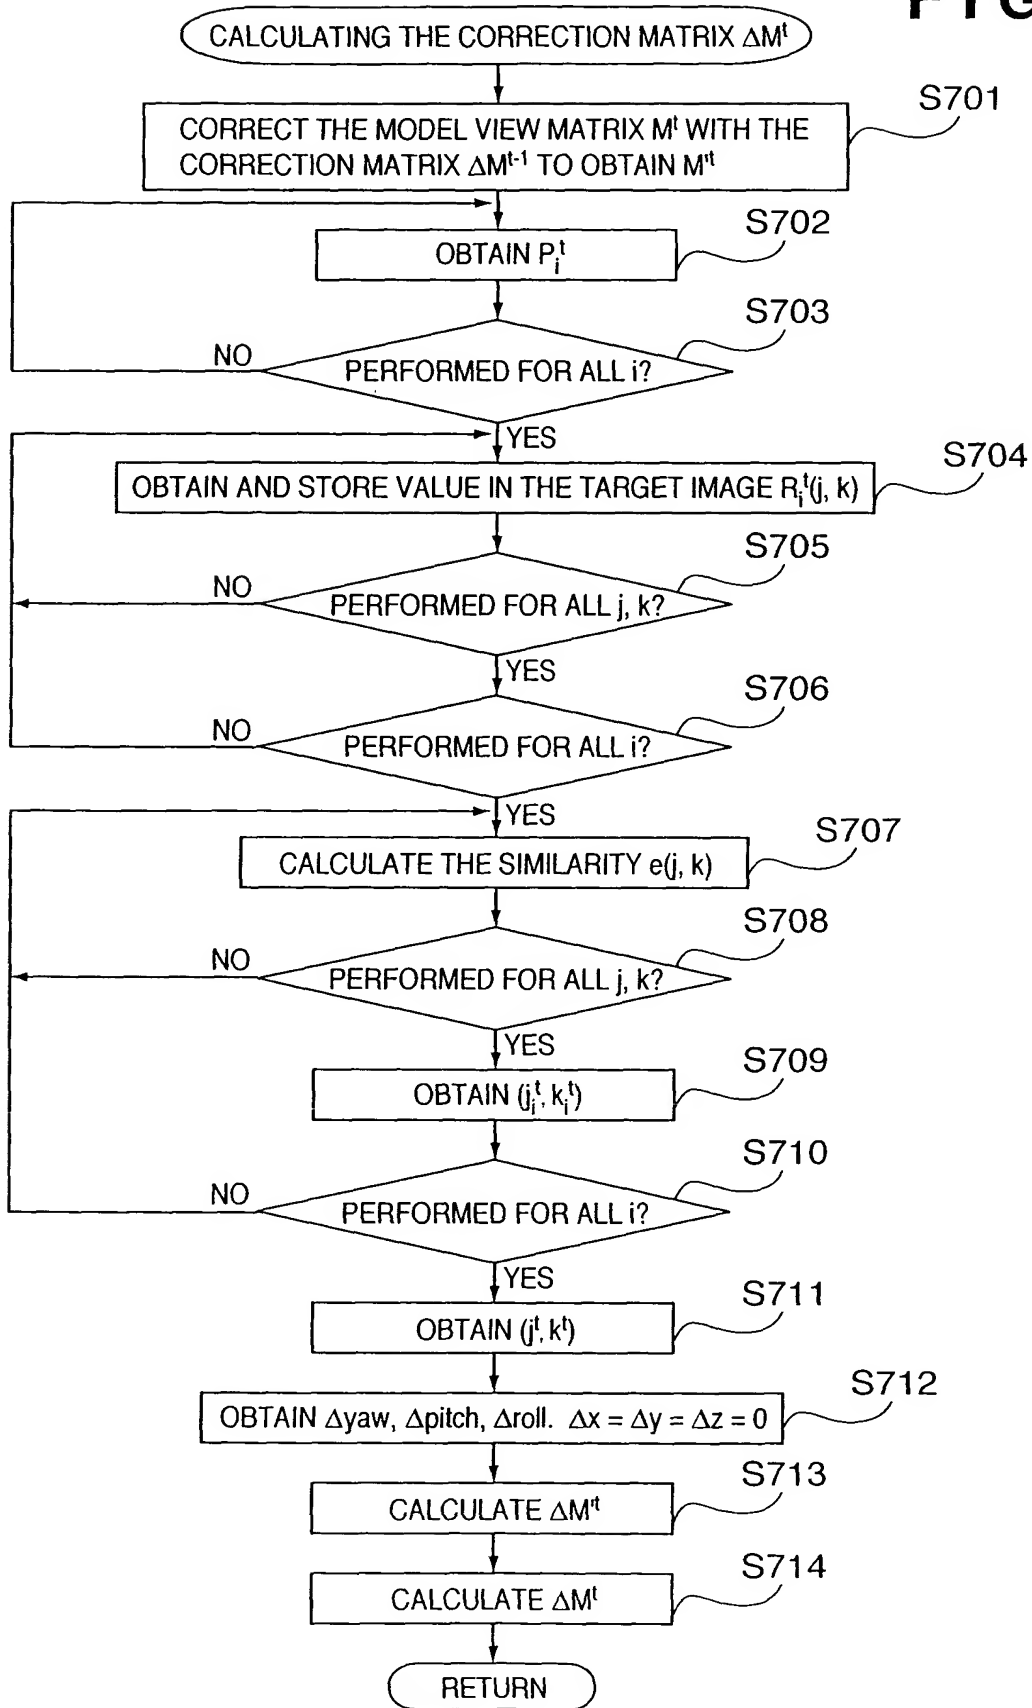 FIG
CALCULATING THE CORRECTION MATRIX ΔMᵗ
S701
CORRECT THE MODEL VIEW MATRIX Mᵗ WITH THE
CORRECTION MATRIX ΔMᵗ⁻¹ TO OBTAIN M'ᵗ
S702
OBTAIN Pᵢᵗ
S703
NO
PERFORMED FOR ALL i?
YES
S704
OBTAIN AND STORE VALUE IN THE TARGET IMAGE Rᵢᵗ(j, k)
S705
NO
PERFORMED FOR ALL j, k?
YES
S706
NO
PERFORMED FOR ALL i?
YES
S707
CALCULATE THE SIMILARITY e(j, k)
S708
NO
PERFORMED FOR ALL j, k?
YES
S709
OBTAIN (jᵢᵗ, kᵢᵗ)
S710
NO
PERFORMED FOR ALL i?
YES
S711
OBTAIN (jᵗ, kᵗ)
S712
OBTAIN Δyaw, Δpitch, Δroll. Δx = Δy = Δz = 0
S713
CALCULATE ΔM'ᵗ
S714
CALCULATE ΔMᵗ
RETURN